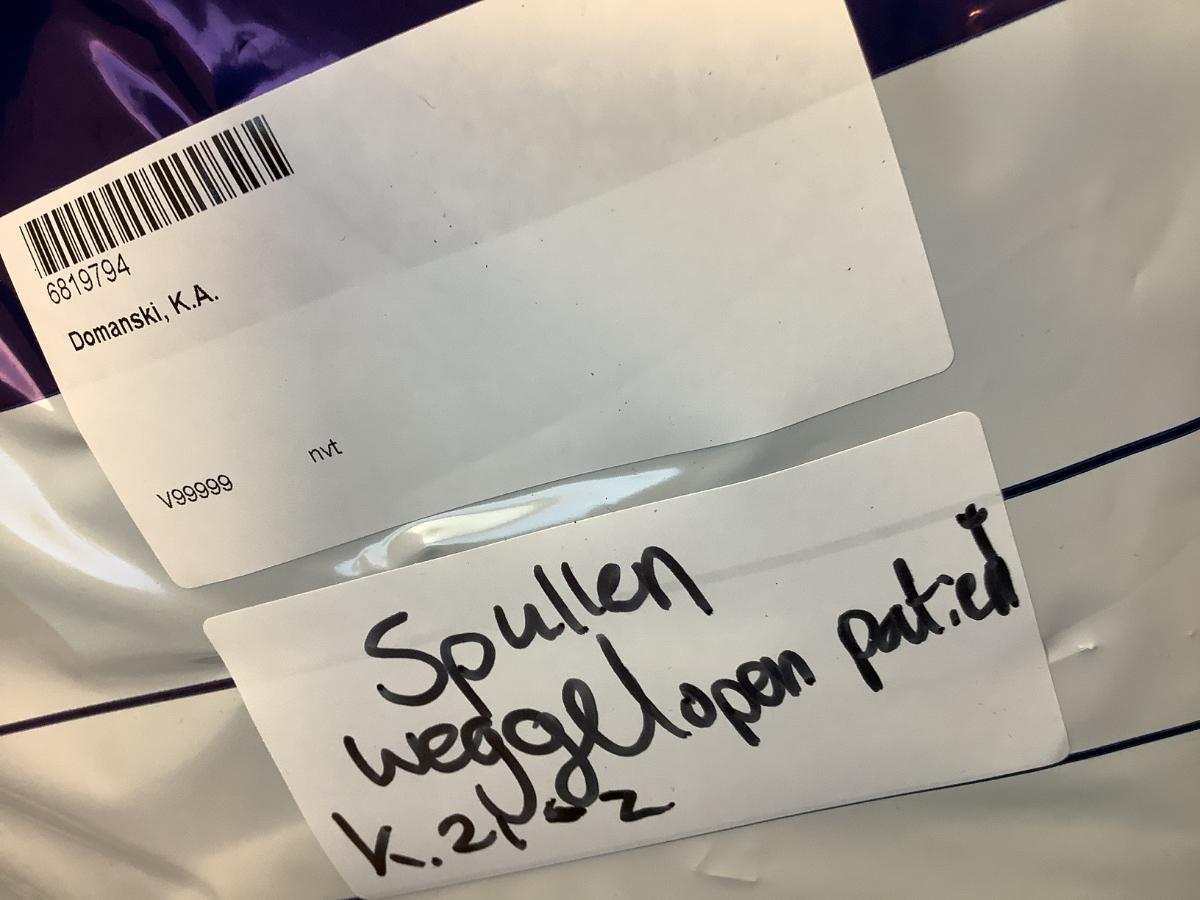 6819794
Domanski, K.A.
V99999 nvt
Spullen
weggelopen patient
K.21-2